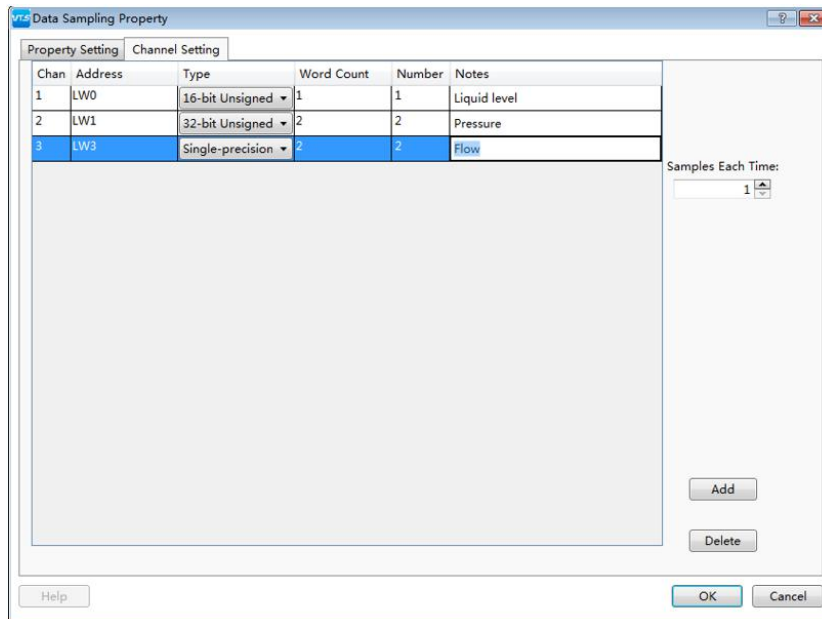 VT5 Data Sampling Property
Property Setting Channel Setting
Chan Address Type Word Count Number Notes
1 LW0 16-bit Unsigned 1 1 Liquid level
2 LW1 32-bit Unsigned 2 2 Pressure
3 LW3 Single-precision 2 2 Flow
Samples Each Time:
1
Add
Delete
Help OK Cancel